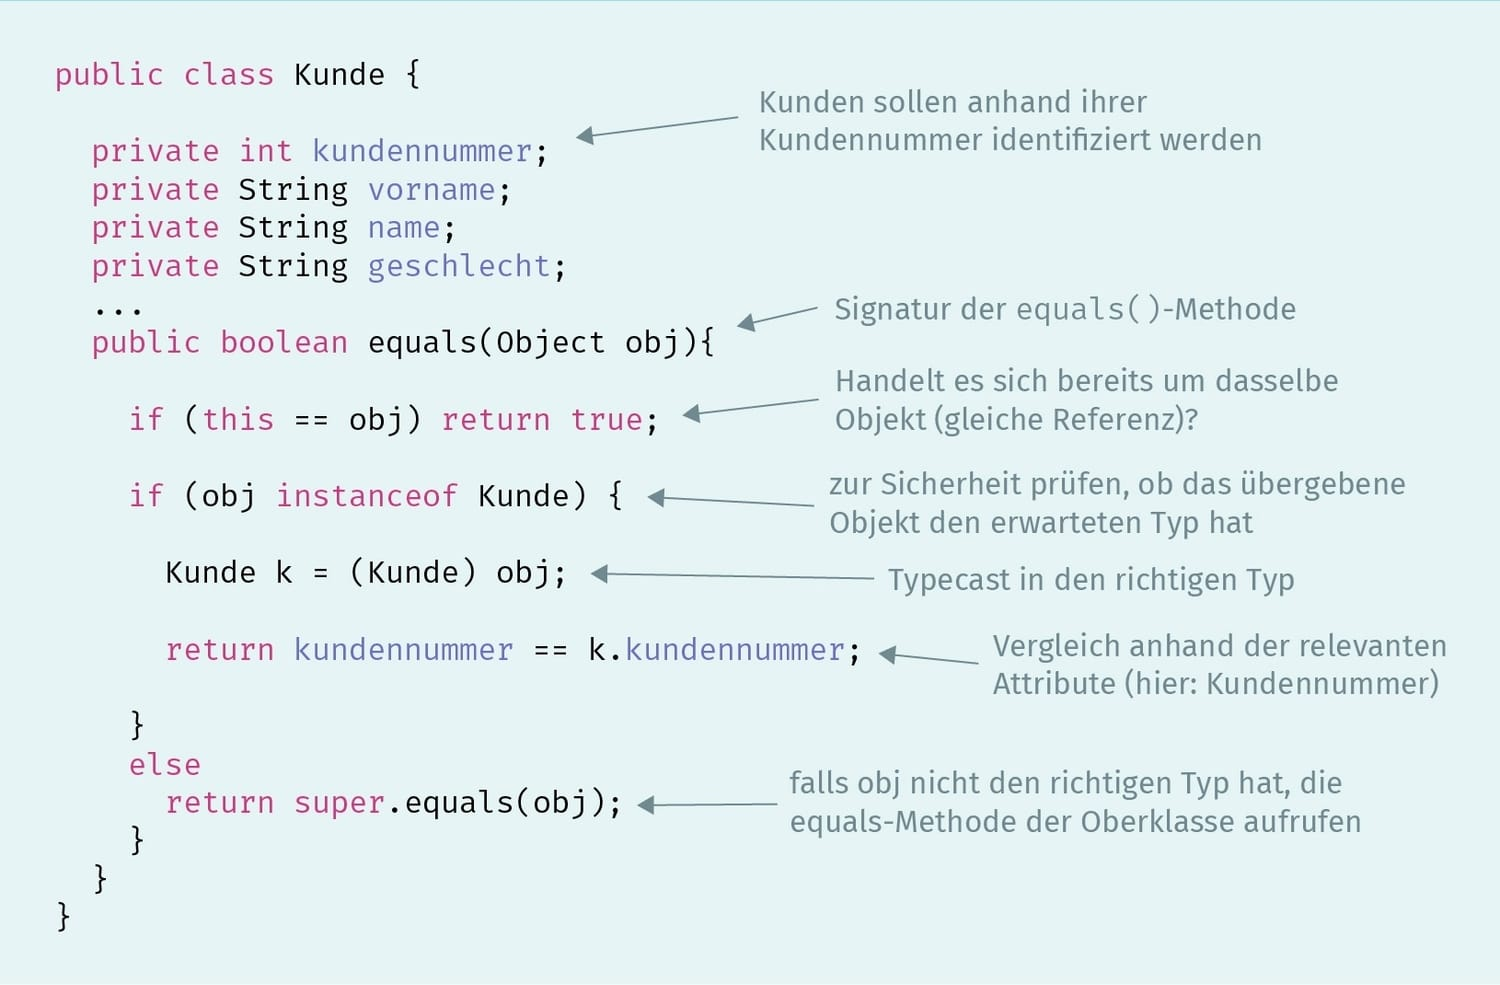 public class Kunde {
Kunden sollen anhand ihrer
Kundennummer identifiziert werden
private int kundennummer;
private String vorname;
private String name;
private String geschlecht;
...
Signatur der equals()-Methode
public boolean equals(Object obj){
Handelt es sich bereits um dasselbe
Objekt (gleiche Referenz)?
if (this == obj) return true;
zur Sicherheit prüfen, ob das übergebene
Objekt den erwarteten Typ hat
if (obj instanceof Kunde) {
Kunde k = (Kunde) obj;
Typecast in den richtigen Typ
return kundennummer == k.kundennummer;
Vergleich anhand der relevanten
Attribute (hier: Kundennummer)
}
else
return super.equals(obj);
falls obj nicht den richtigen Typ hat, die
equals-Methode der Oberklasse aufrufen
}
}
}